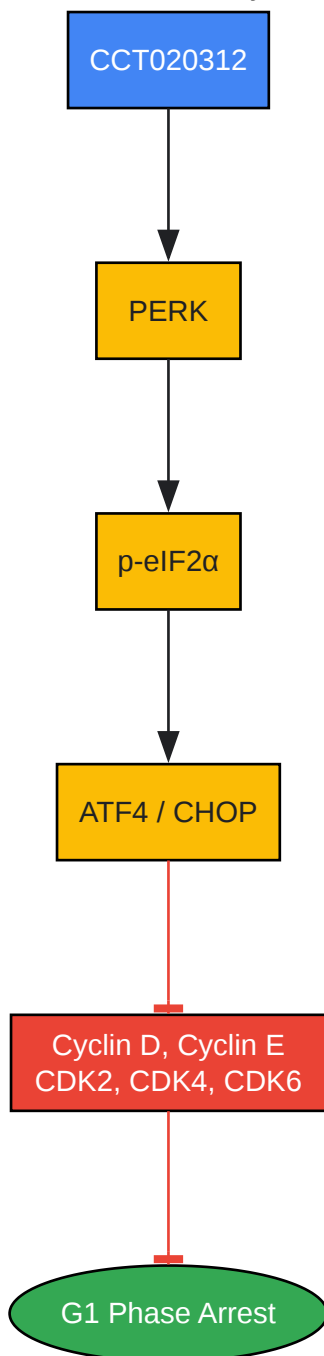 CCT020312
PERK
p-eIF2α
ATF4 / CHOP
Cyclin D, Cyclin E
CDK2, CDK4, CDK6
G1 Phase Arrest